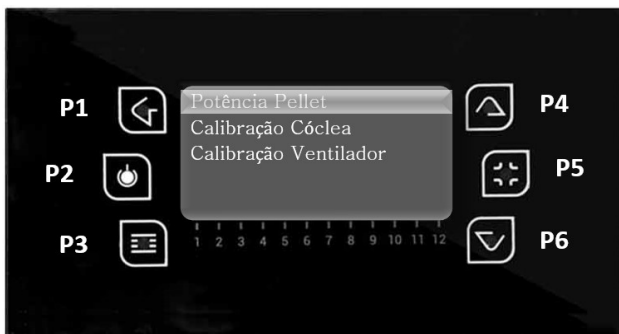 P1
P2
P3
Potência Pellet
Calibração Cóclea
Calibração Ventilador
1 2 3 4 5 6 7 8 9 10 11 12
P4
P5
P6